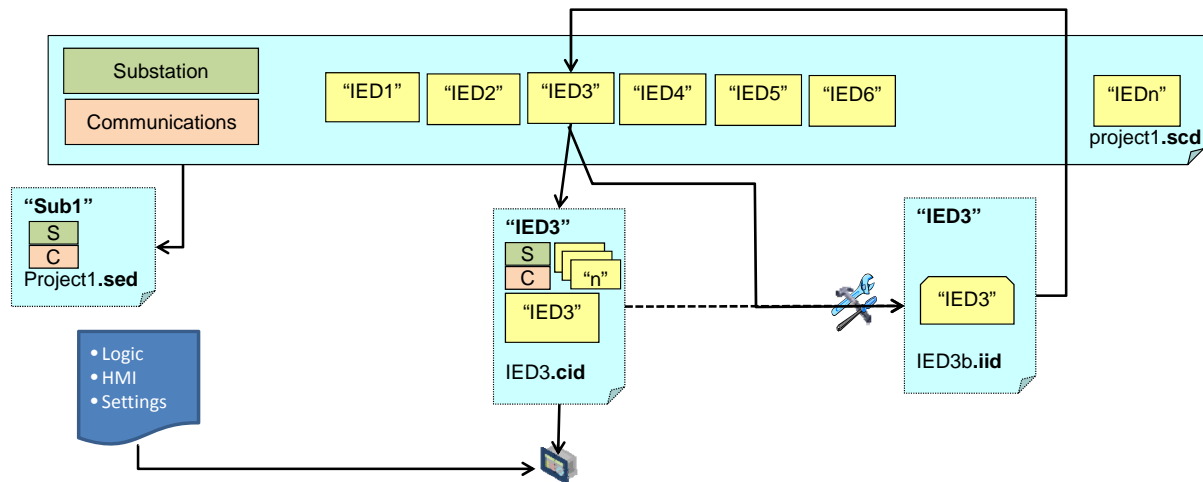 Substation
Communications
“IED1”
“IED2”
“IED3”
“IED4”
“IED5”
“IED6”
“IEDn”
project1.scd
“Sub1”
S
C
Project1.sed
“IED3”
S
C
“n”
“IED3”
IED3.cid
“IED3”
“IED3”
IED3b.iid
• Logic
• HMI
• Settings